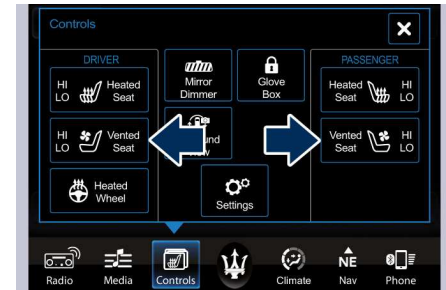 Controls
DRIVER
PASSENGER
HI
LO
Heated
Seat
Mirror
Dimmer
Glove
Box
Heated
Seat
HI
LO
HI
LO
Vented
Seat
Vented
Seat
HI
LO
Heated
Wheel
Settings
Radio
Media
Controls
Climate
NE
Nav
Phone